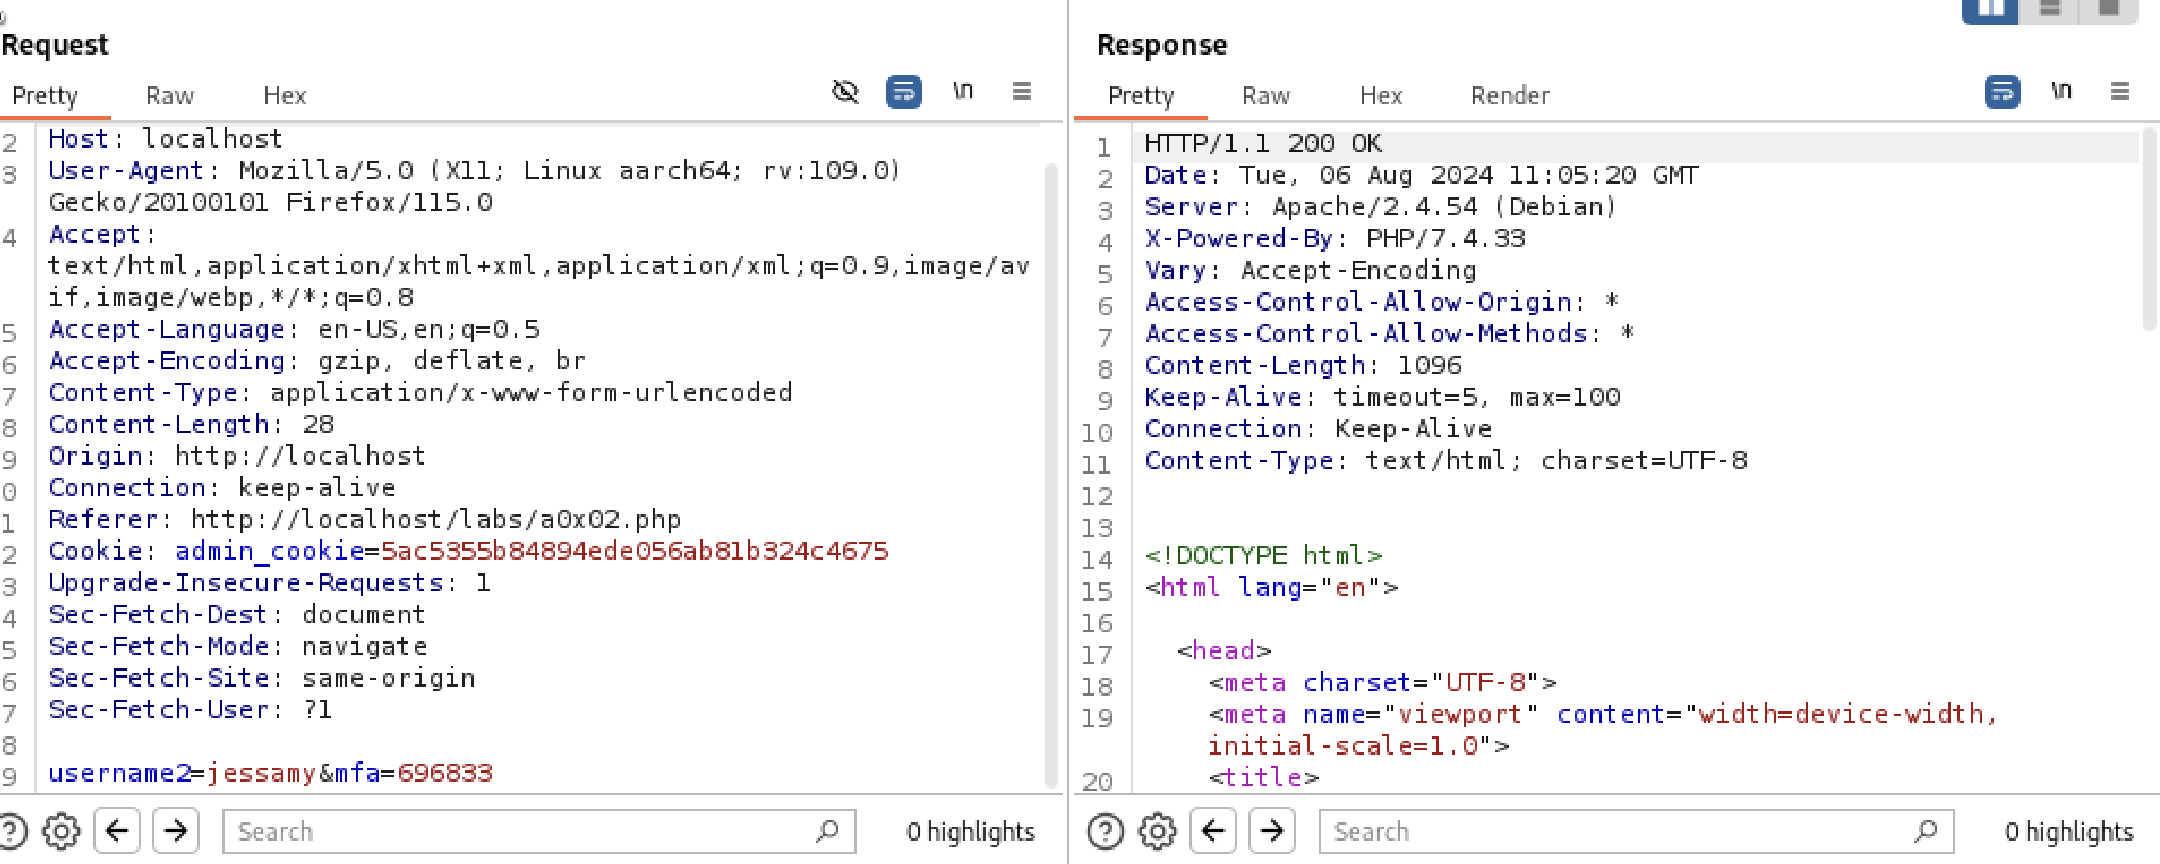 Request
Pretty Raw Hex \n
2 Host: localhost
3 User-Agent: Mozilla/5.0 (X11; Linux aarch64; rv:109.0)
Gecko/20100101 Firefox/115.0
4 Accept:
text/html,application/xhtml+xml,application/xml;q=0.9,image/av
if,image/webp,*/*;q=0.8
5 Accept-Language: en-US,en;q=0.5
6 Accept-Encoding: gzip, deflate, br
7 Content-Type: application/x-www-form-urlencoded
8 Content-Length: 28
9 Origin: http://localhost
0 Connection: keep-alive
1 Referer: http://localhost/labs/a0x02.php
2 Cookie: admin_cookie=5ac5355b84894ede056ab81b324c4675
3 Upgrade-Insecure-Requests: 1
4 Sec-Fetch-Dest: document
5 Sec-Fetch-Mode: navigate
6 Sec-Fetch-Site: same-origin
7 Sec-Fetch-User: ?1
8
9 username2=jessamy&mfa=696833
Search 0 highlights
Response
Pretty Raw Hex Render \n
1 HTTP/1.1 200 OK
2 Date: Tue, 06 Aug 2024 11:05:20 GMT
3 Server: Apache/2.4.54 (Debian)
4 X-Powered-By: PHP/7.4.33
5 Vary: Accept-Encoding
6 Access-Control-Allow-Origin: *
7 Access-Control-Allow-Methods: *
8 Content-Length: 1096
9 Keep-Alive: timeout=5, max=100
10 Connection: Keep-Alive
11 Content-Type: text/html; charset=UTF-8
12
13
14 <!DOCTYPE html>
15 <html lang="en">
16
17 <head>
18 <meta charset="UTF-8">
19 <meta name="viewport" content="width=device-width,
initial-scale=1.0">
20 <title>
Search 0 highlights